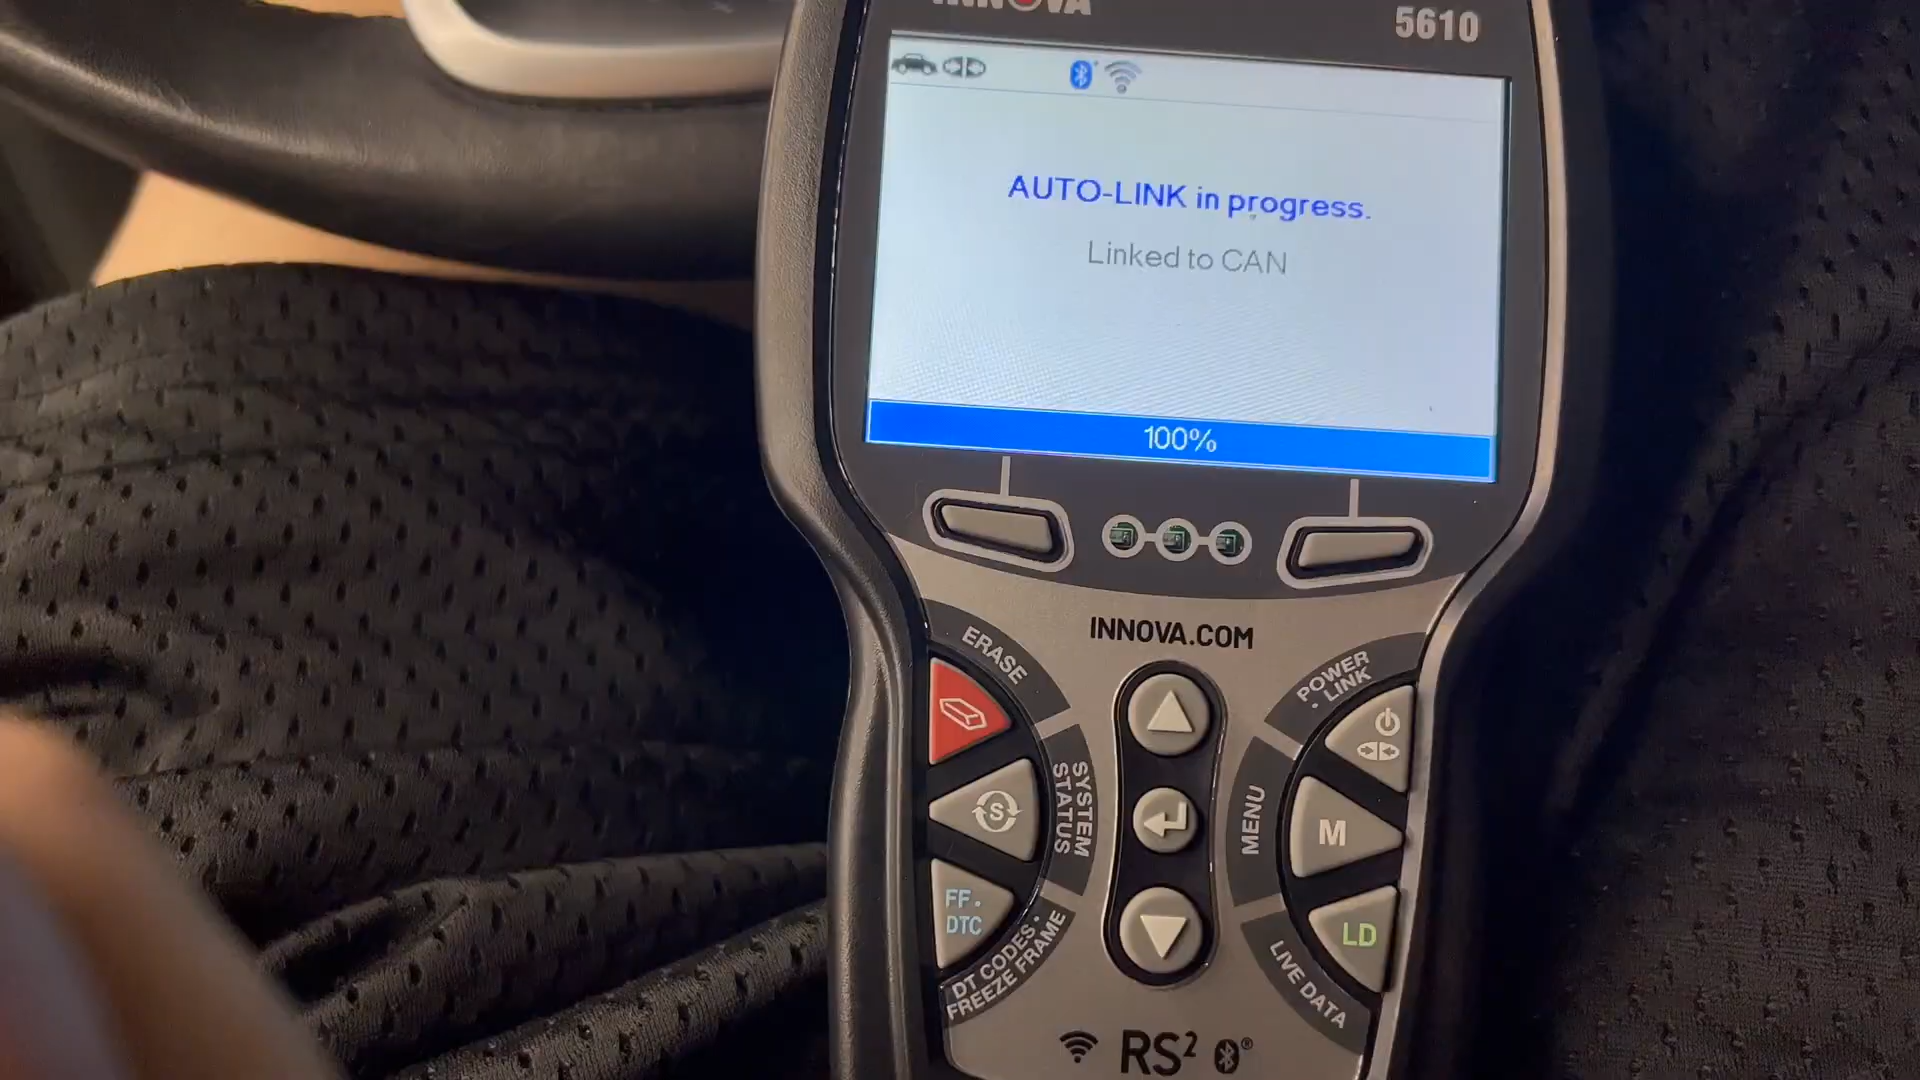 INNOVA
5610
AUTO-LINK in progress.
Linked to CAN
100%
INNOVA.COM
ERASE
POWER
LINK
S
SYSTEM
STATUS
MENU
M
FF
DTC
DT CODES
FREEZE FRAME
LD
LIVE DATA
RS²